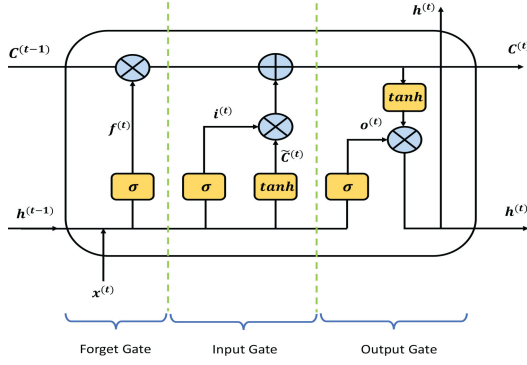 h^(t)
C^(t-1)
C^(t)
tanh
f^(t)
i^(t)
o^(t)
C̃^(t)
σ
σ
tanh
σ
h^(t-1)
h^(t)
x^(t)
Forget Gate
Input Gate
Output Gate